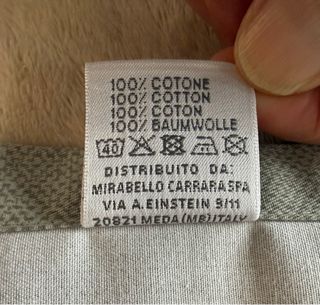 100% COTONE
100% COTTON
100% COTON
100% BAUMWOLLE
40
DISTRIBUITO DA:
MIRABELLO CARRARA SPA
VIA A. EINSTEIN 9/11
20821 MEDA (MB) ITALY